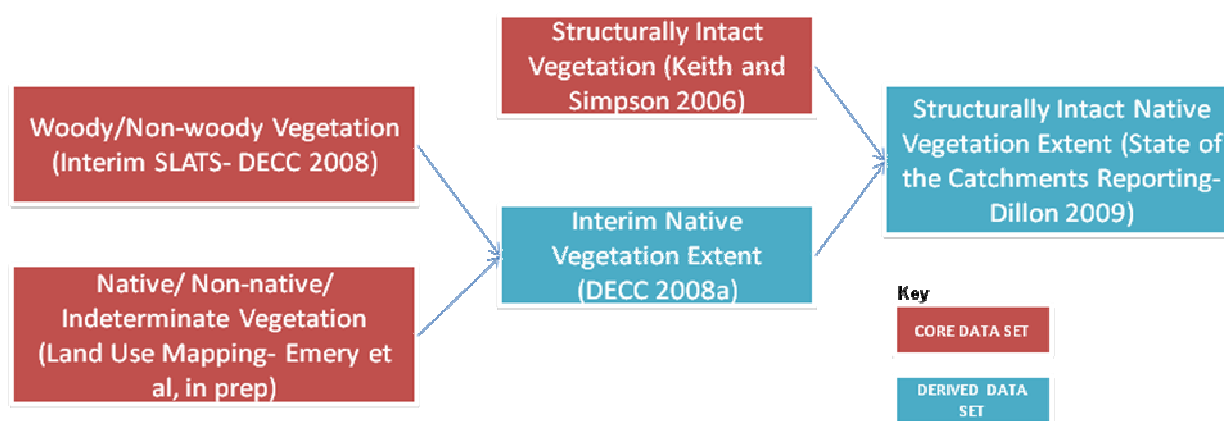 Structurally Intact
Vegetation (Keith and
Simpson 2006)
Woody/Non-woody Vegetation
(Interim SLATS- DECC 2008)
Structurally Intact Native
Vegetation Extent (State of
the Catchments Reporting-
Dillon 2009)
Interim Native
Vegetation Extent
(DECC 2008a)
Native/ Non-native/
Indeterminate Vegetation
(Land Use Mapping- Emery et
al, in prep)
Key
CORE DATA SET
DERIVED DATA
SET